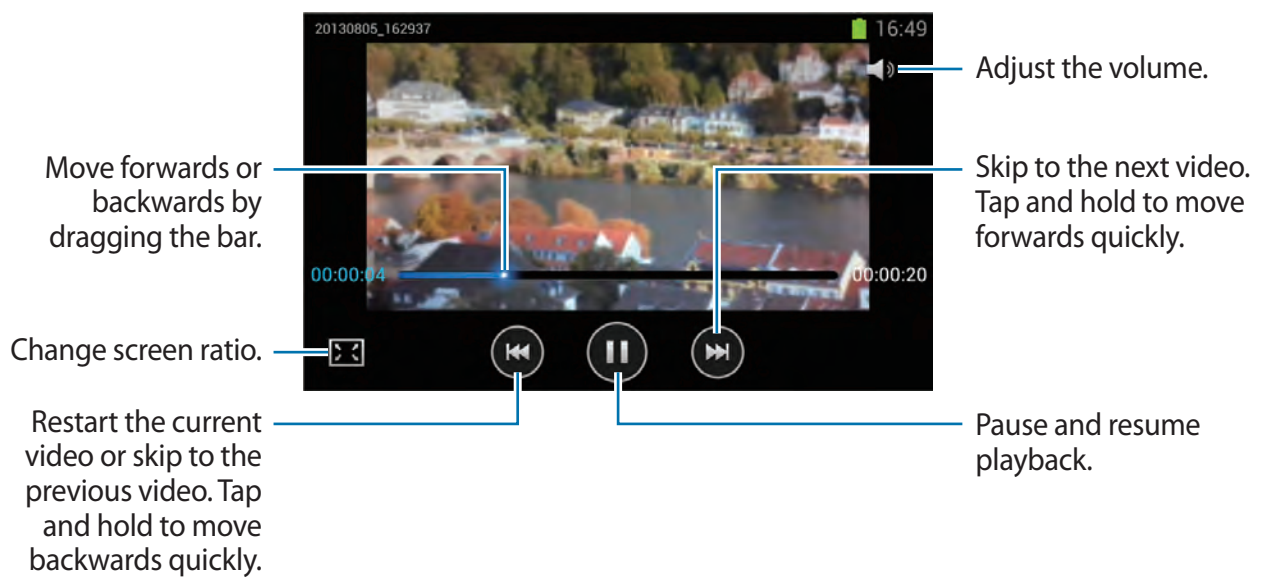 20130805_162937
16:49
Adjust the volume.
Move forwards or
backwards by
dragging the bar.
Skip to the next video.
Tap and hold to move
forwards quickly.
00:00:04
00:00:20
Change screen ratio.
Restart the current
video or skip to the
previous video. Tap
and hold to move
backwards quickly.
Pause and resume
playback.